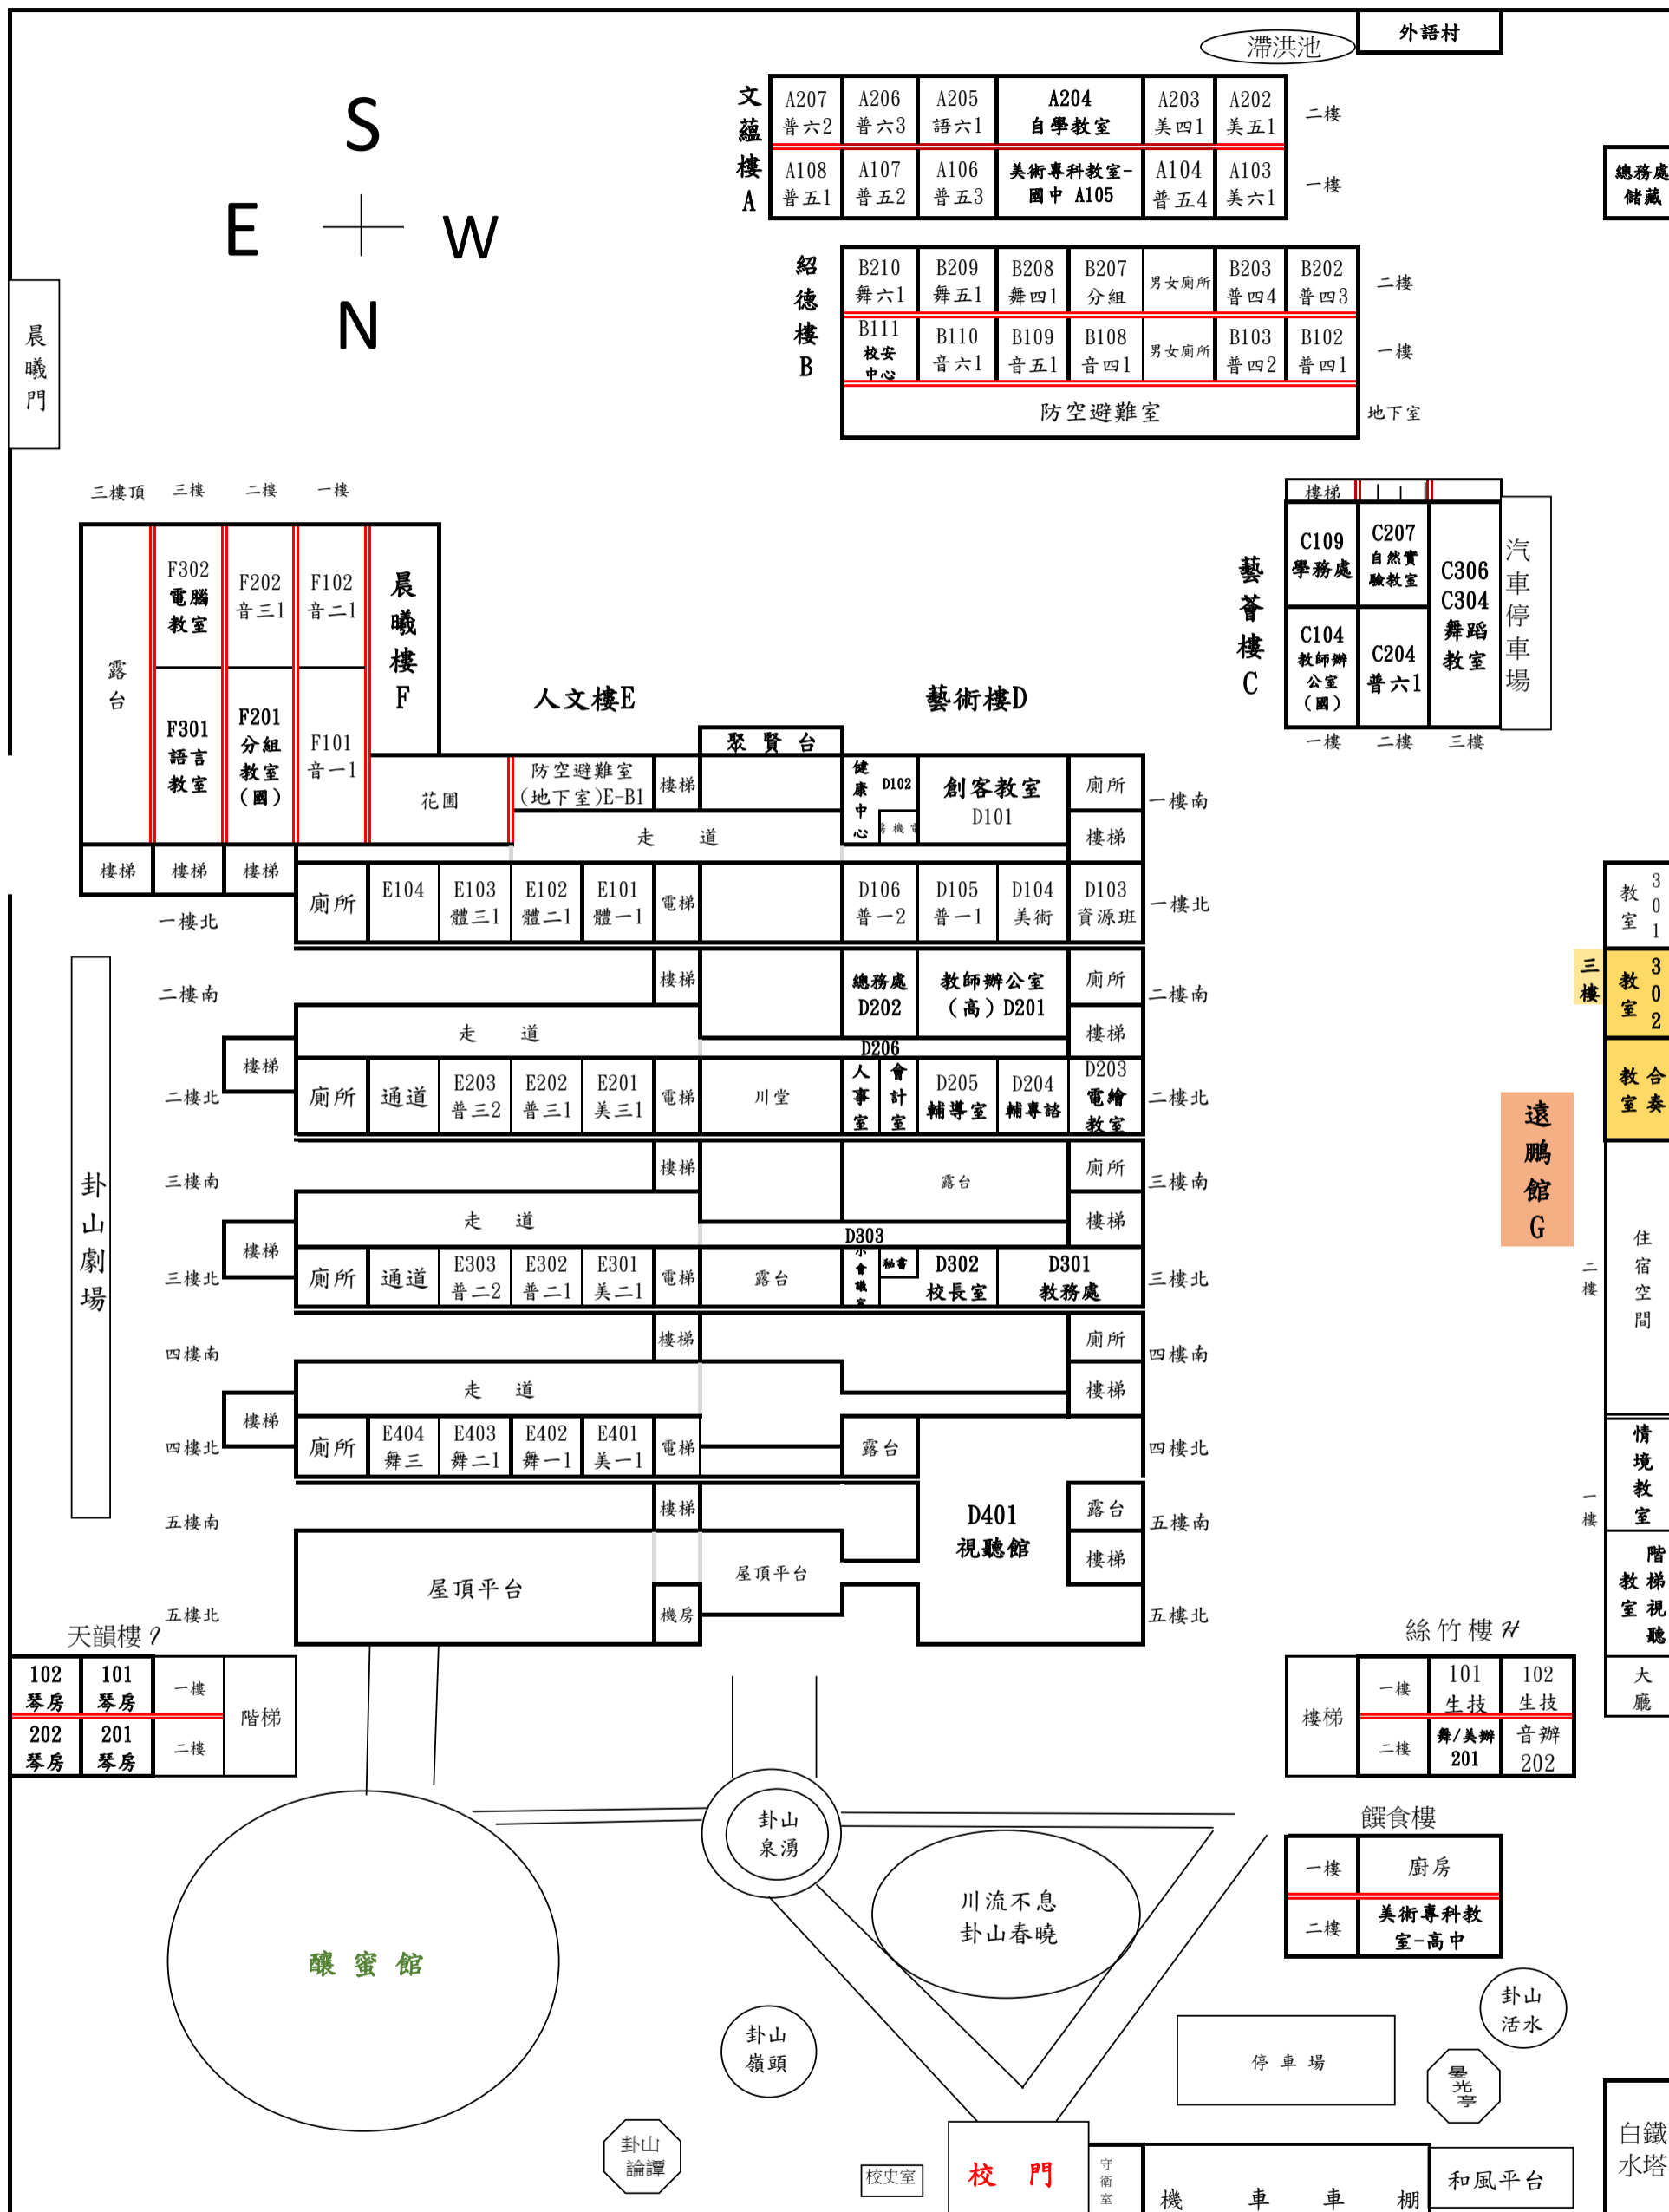 外語村
滯洪池
S
E W
N
文蘊樓A
A207 普六2
A206 普六3
A205 語六1
A204 自學教室
A203 美四1
A202 美五1
二樓
A108 普五1
A107 普五2
A106 普五3
美術專科教室-國中 A105
A104 普五4
A103 美六1
一樓
總務處
儲藏
紹德樓B
B210 舞六1
B209 舞五1
B208 舞四1
B207 分組
男女廁所
B203 普四4
B202 普四3
二樓
B111 校安中心
B110 音六1
B109 音五1
B108 音四1
男女廁所
B103 普四2
B102 普四1
一樓
防空避難室
地下室
晨曦門
三樓頂 三樓 二樓 一樓
露台
F302 電腦教室
F202 音三1
F102 音二1
晨曦樓F
F301 語言教室
F201 分組教室(國)
F101 音一1
樓梯 樓梯 樓梯
藝薈樓C
樓梯
C109 學務處
C207 自然實驗教室
C306 C304 舞蹈教室
C104 教師辦公室(國)
C204 普六1
一樓 二樓 三樓
汽車停車場
人文樓E
藝術樓D
聚賢台
花圃
防空避難室
(地下室)E-B1
樓梯
走道
健康中心
D102
創客教室 D101
廁所
樓梯
一樓南
一樓北
廁所
E104
E103 體三1
E102 體二1
E101 體一1
電梯
D106 普一2
D105 普一1
D104 美術
D103 資源班
一樓北
二樓南
樓梯
總務處 D202
教師辦公室(高)D201
廁所
二樓南
走道
樓梯
D206
樓梯
二樓北
廁所
通道
E203 普三2
E202 普三1
E201 美三1
電梯
川堂
人事室
會計室
D205 輔導室
D204 輔專諮
D203 電繪教室
二樓北
三樓南
樓梯
露台
廁所
三樓南
走道
樓梯
D303
樓梯
三樓北
廁所
通道
E303 普二2
E302 普二1
E301 美二1
電梯
露台
小會議室
秘書
D302 校長室
D301 教務處
三樓北
四樓南
樓梯
廁所
四樓南
走道
樓梯
樓梯
四樓北
廁所
E404 舞三
E403 舞二1
E402 舞一1
E401 美一1
電梯
露台
四樓北
五樓南
樓梯
D401 視聽館
露台
五樓南
樓梯
屋頂平台
屋頂平台
機房
五樓北
五樓北
卦山劇場
教室301
三樓
教室302
合奏教室
遠鵬館G
二樓
住宿空間
一樓
情境教室
階梯視聽教室
大廳
天韻樓I
102 琴房
101 琴房
一樓
階梯
202 琴房
201 琴房
二樓
絲竹樓H
樓梯
一樓
101 生技
102 生技
二樓
舞/美辦 201
音辦 202
饌食樓
一樓
廚房
二樓
美術專科教室-高中
卦山泉湧
川流不息
卦山春曉
釀蜜館
卦山嶺頭
卦山論譚
停車場
卦山活水
晏光亭
校史室
校門
守衛室
機車車棚
和風平台
白鐵水塔